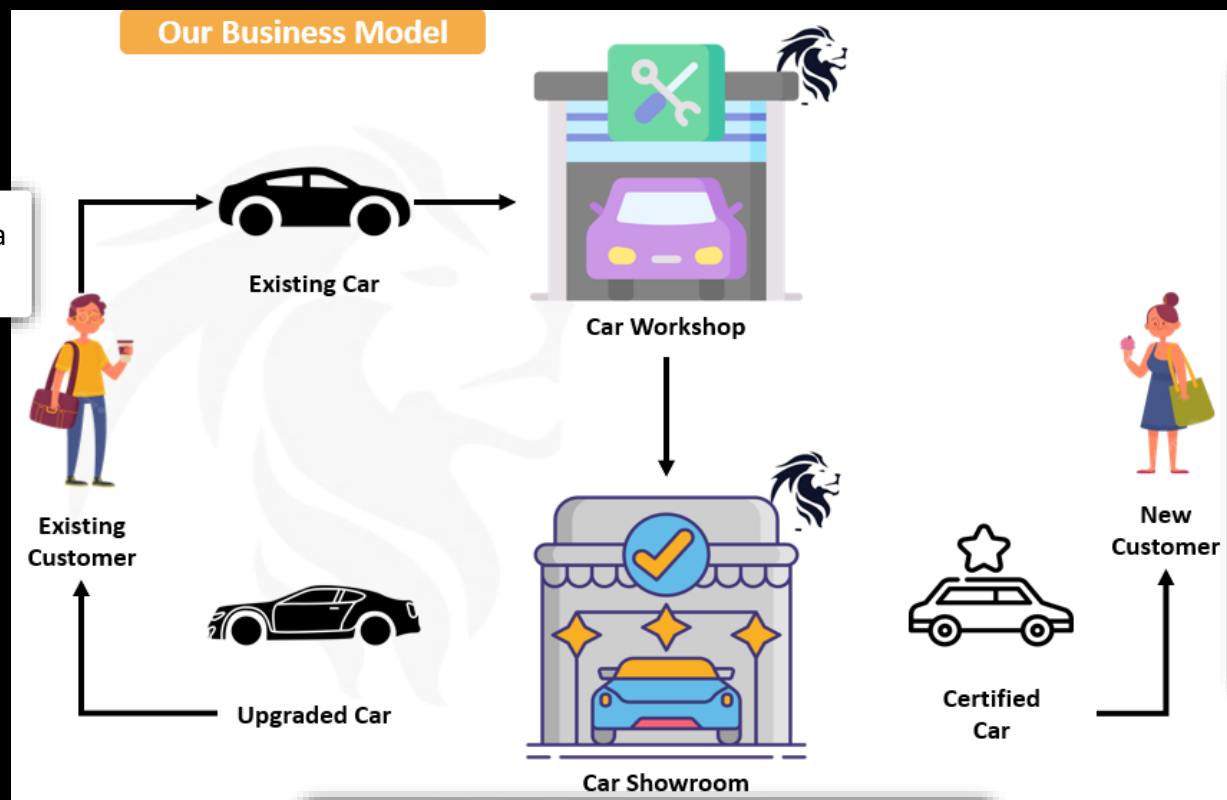 Our Business Model
a
Existing Car
Car Workshop
Existing
Customer
New
Customer
Upgraded Car
Certified
Car
Car Showroom